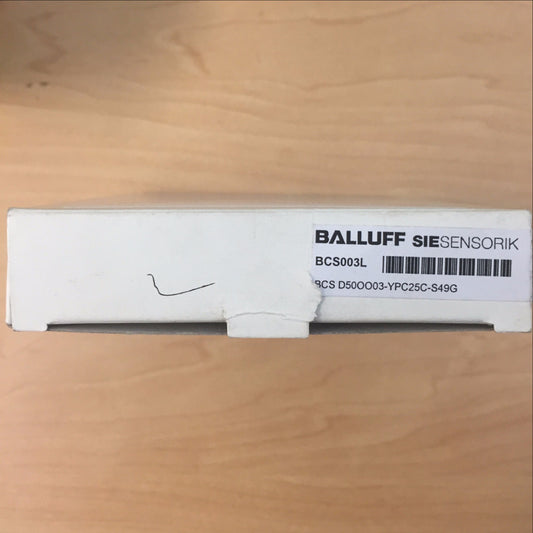 BALLUFF SIESENSORIK
BCS003L
BCS D50OO03-YPC25C-S49G